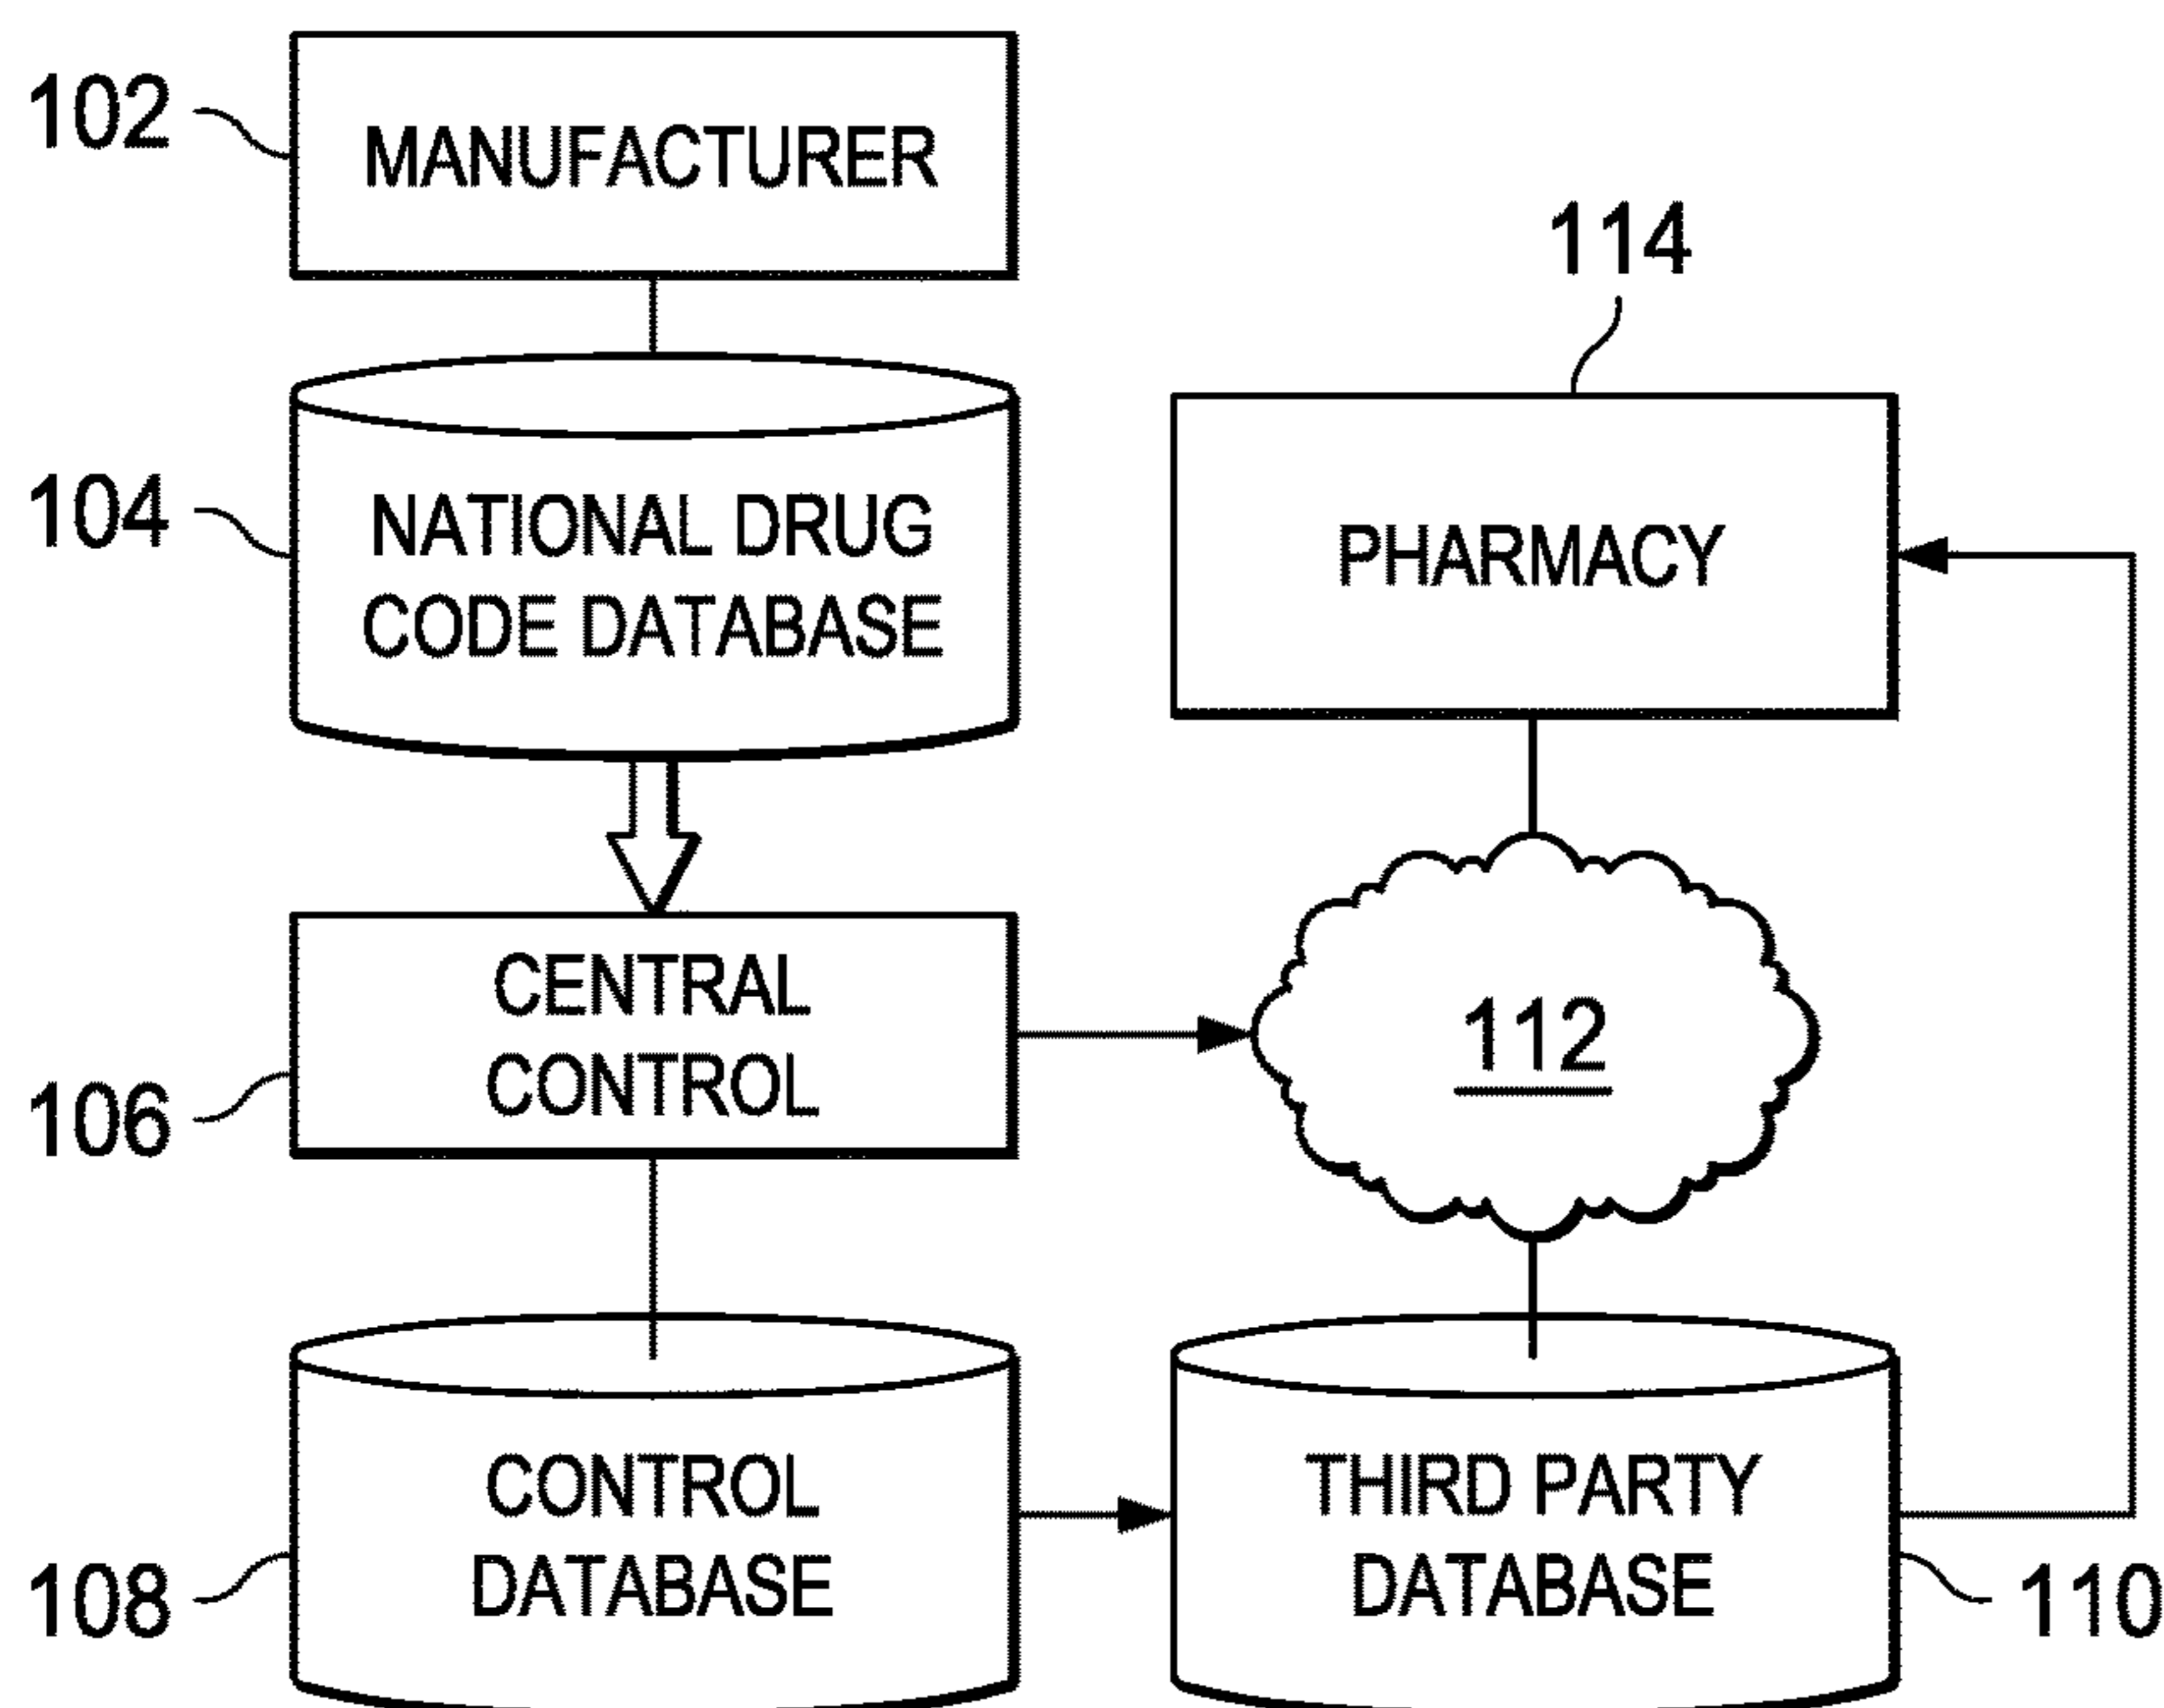 102
MANUFACTURER
114
104
NATIONAL DRUG
CODE DATABASE
PHARMACY
106
CENTRAL
CONTROL
112
108
CONTROL
DATABASE
THIRD PARTY
DATABASE
110